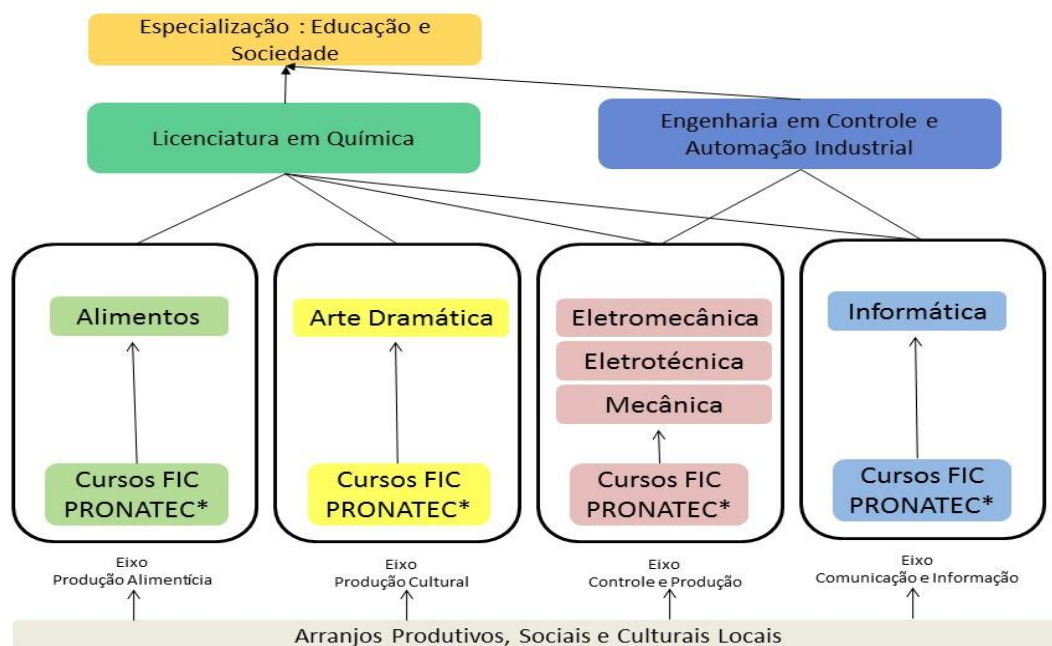 Especialização : Educação e
Sociedade
Licenciatura em Química
Engenharia em Controle e
Automação Industrial
Alimentos
Cursos FIC
PRONATEC*
Arte Dramática
Cursos FIC
PRONATEC*
Eletromecânica
Eletrotécnica
Mecânica
Cursos FIC
PRONATEC*
Informática
Cursos FIC
PRONATEC*
Eixo
Produção Alimentícia
Eixo
Produção Cultural
Eixo
Controle e Produção
Eixo
Comunicação e Informação
Arranjos Produtivos, Sociais e Culturais Locais